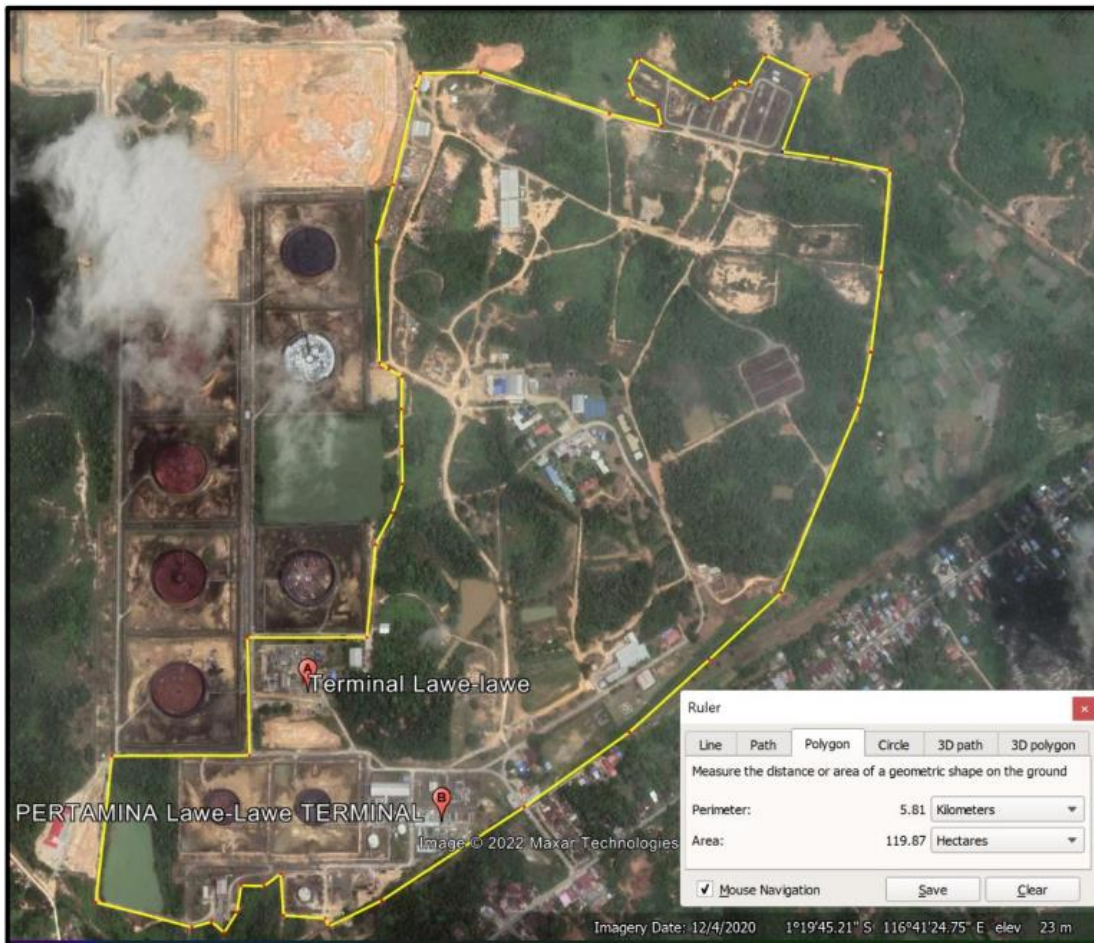 A
Terminal Lawe-lawe
B
PERTAMINA Lawe-Lawe TERMINAL
Image © 2022 Maxar Technologies
Ruler
Line Path Polygon Circle 3D path 3D polygon
Measure the distance or area of a geometric shape on the ground
Perimeter: 5.81 Kilometers
Area: 119.87 Hectares
Mouse Navigation Save Clear
Imagery Date: 12/4/2020 1°19'45.21" S 116°41'24.75" E elev 23 m